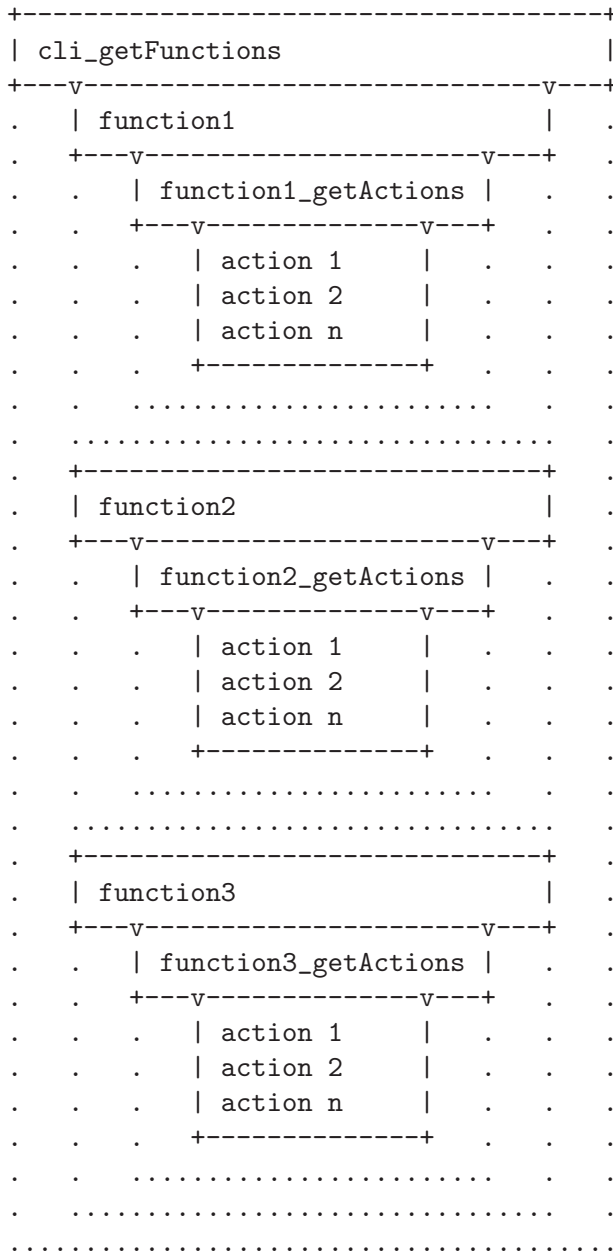 +---------------------------------------+
| cli_getFunctions                      |
+---v------------------------------v---+
.   | function1                    |   .
.   +---v----------------------v---+   .
.   .   | function1_getActions |   .   .
.   .   +---v--------------v---+   .   .
.   .   .   | action 1     |   .   .   .
.   .   .   | action 2     |   .   .   .
.   .   .   | action n     |   .   .   .
.   .   .   +--------------+   .   .   .
.   .   ........................   .   .
.   ................................   .
.   +------------------------------+   .
.   | function2                    |   .
.   +---v----------------------v---+   .
.   .   | function2_getActions |   .   .
.   .   +---v--------------v---+   .   .
.   .   .   | action 1     |   .   .   .
.   .   .   | action 2     |   .   .   .
.   .   .   | action n     |   .   .   .
.   .   .   +--------------+   .   .   .
.   .   ........................   .   .
.   ................................   .
.   +------------------------------+   .
.   | function3                    |   .
.   +---v----------------------v---+   .
.   .   | function3_getActions |   .   .
.   .   +---v--------------v---+   .   .
.   .   .   | action 1     |   .   .   .
.   .   .   | action 2     |   .   .   .
.   .   .   | action n     |   .   .   .
.   .   .   +--------------+   .   .   .
.   .   ........................   .   .
.   ................................   .
........................................